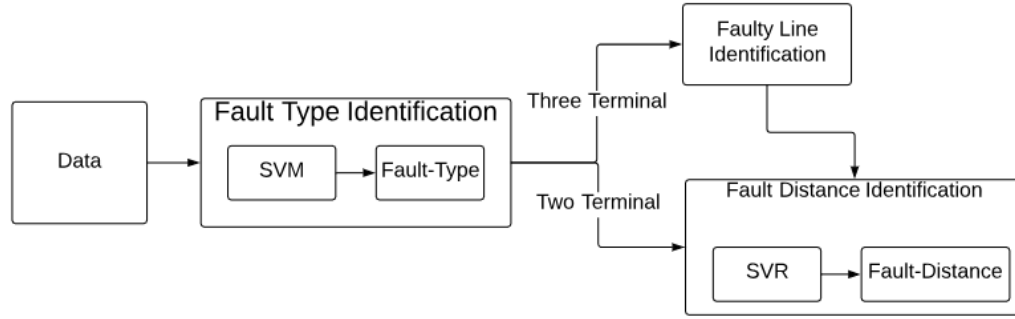 Faulty Line
Identification
Fault Type Identification
Three Terminal
Data
SVM
Fault-Type
Two Terminal
Fault Distance Identification
SVR
Fault-Distance